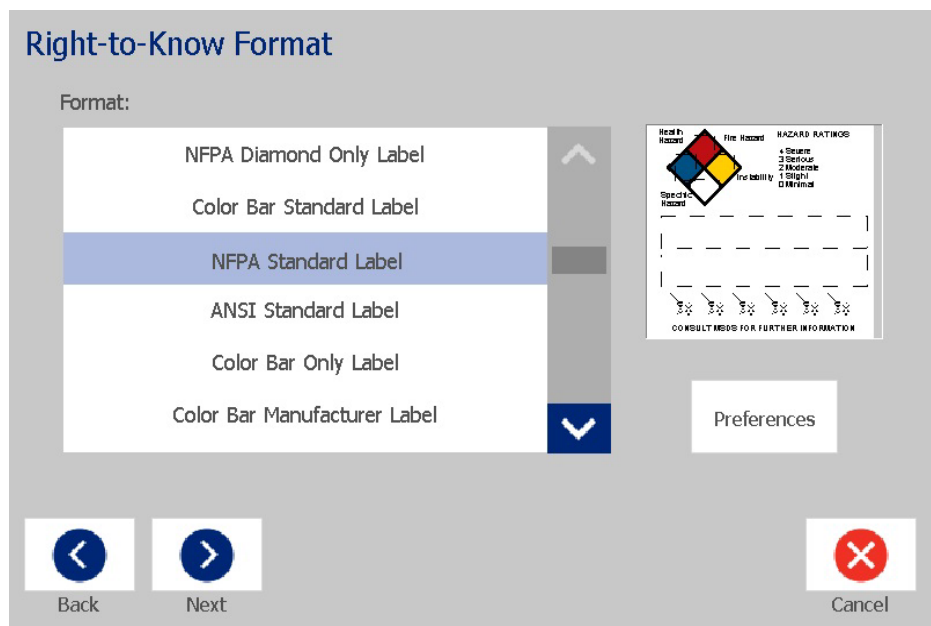 Right-to-Know Format
Format:
NFPA Diamond Only Label
Color Bar Standard Label
NFPA Standard Label
ANSI Standard Label
Color Bar Only Label
Color Bar Manufacturer Label
Health
Hazard
Fire Hazard
HAZARD RATINGS
4 Severe
3 Serious
2 Moderate
1 Slight
0 Minimal
Instability
Specific
Hazard
CONSULT MSDS FOR FURTHER INFORMATION
Preferences
Back
Next
Cancel